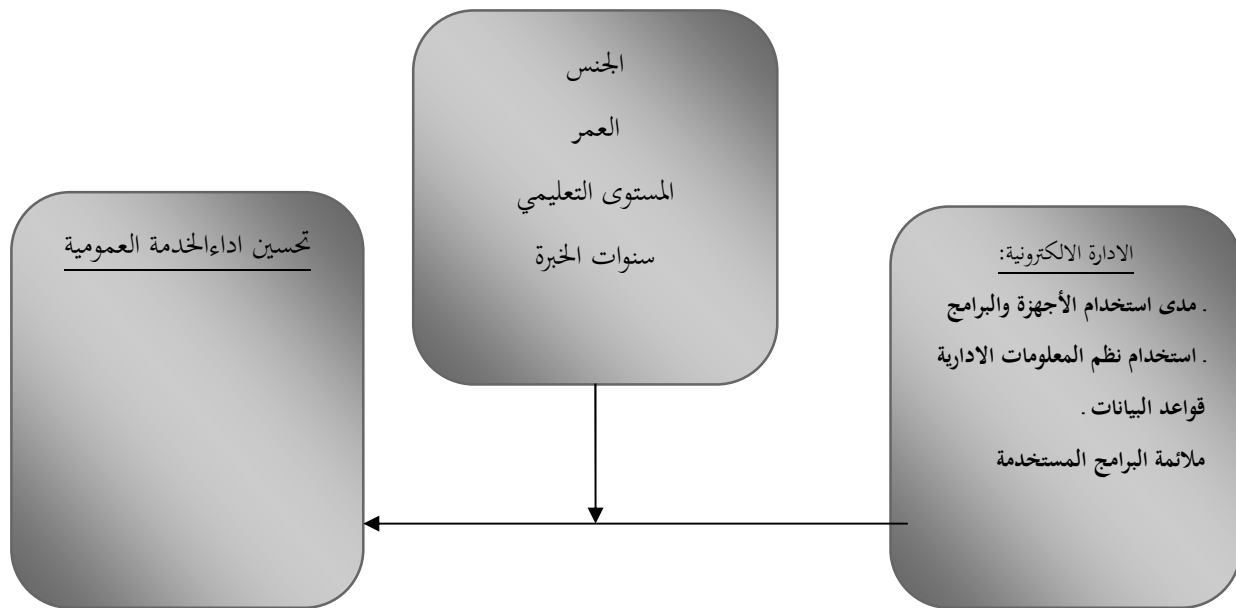 الجنس
العمر
المستوى التعليمي
سنوات الخبرة
الادارة الالكترونية:
. مدى استخدام الأجهزة والبرامج
. استخدام نظم المعلومات الادارية
قواعد البيانات .
ملائمة البرامج المستخدمة
تحسين اداءالخدمة العمومية